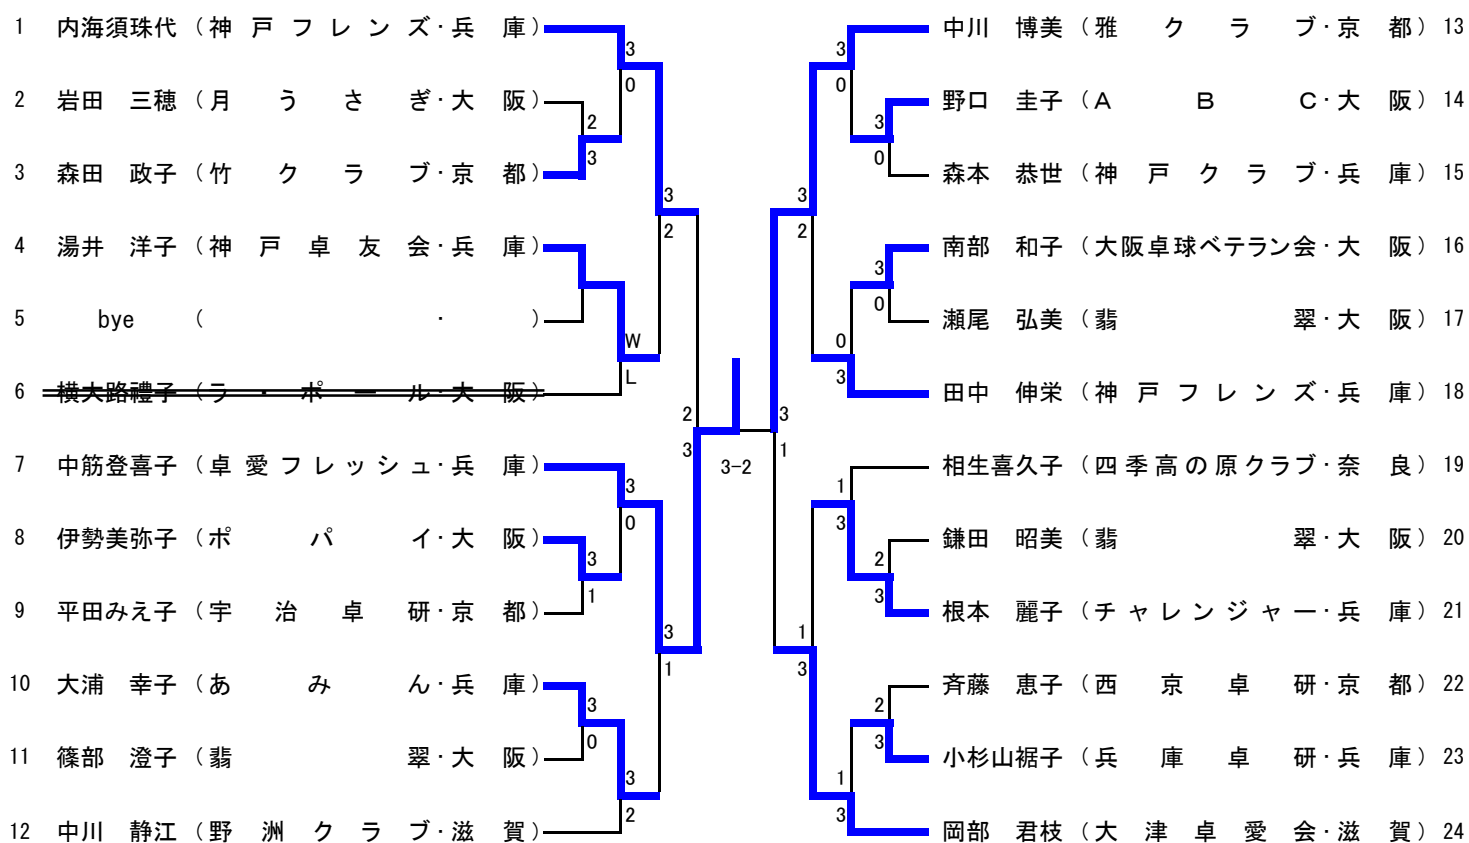 1 内海須珠代 (神戸フレンズ・兵庫)
3
0
2 岩田 三穂 (月うさぎ・大阪)
2
3
3 森田 政子 (竹クラブ・京都)
3
2
4 湯井 洋子 (神戸卓友会・兵庫)
5 bye ( ・ )
W
L
6 横大路禮子 (ラ・ポール・大阪)
2
3
7 中筋登喜子 (卓愛フレッシュ・兵庫)
3
0
8 伊勢美弥子 (ポパイ・大阪)
3
1
9 平田みえ子 (宇治卓研・京都)
3
1
10 大浦 幸子 (あみん・兵庫)
3
0
11 篠部 澄子 (翡翠・大阪)
3
2
12 中川 静江 (野洲クラブ・滋賀)
3-2
中川 博美 (雅クラブ・京都) 13
3
0
野口 圭子 (ABC・大阪) 14
3
0
森本 恭世 (神戸クラブ・兵庫) 15
3
2
南部 和子 (大阪卓球ベテラン会・大阪) 16
3
0
瀬尾 弘美 (翡翠・大阪) 17
0
3
田中 伸栄 (神戸フレンズ・兵庫) 18
3
1
相生喜久子 (四季高の原クラブ・奈良) 19
1
3
鎌田 昭美 (翡翠・大阪) 20
2
3
根本 麗子 (チャレンジャー・兵庫) 21
1
3
斉藤 恵子 (西京卓研・京都) 22
2
3
小杉山裾子 (兵庫卓研・兵庫) 23
1
3
岡部 君枝 (大津卓愛会・滋賀) 24